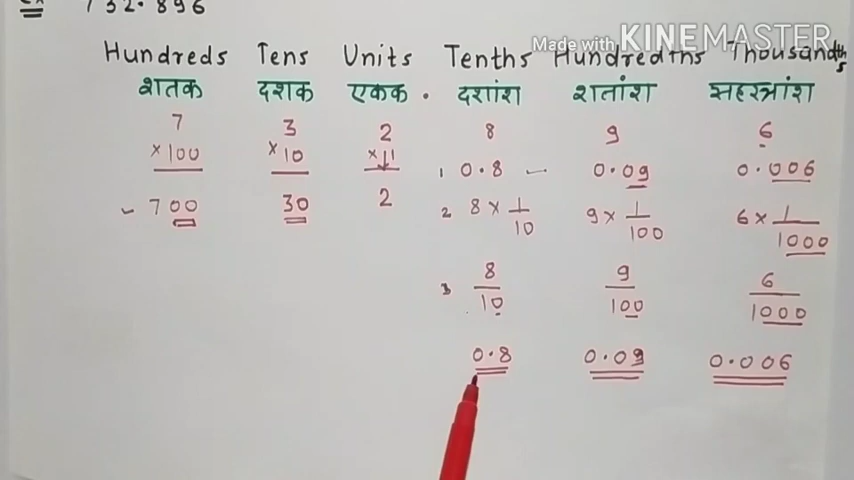 732.896
Made with KINEMASTER
Hundreds Tens Units Tenths Hundredths Thousandths
शतक दशक एकक . दशांश शतांश सहस्त्रांश
7 3 2 8 9 6
×100 ×10 ×1 1 0.8 0.09 0.006
700 30 2 2 8×1/10 9×1/100 6×1/1000
3 8/10 9/100 6/1000
0.8 0.09 0.006